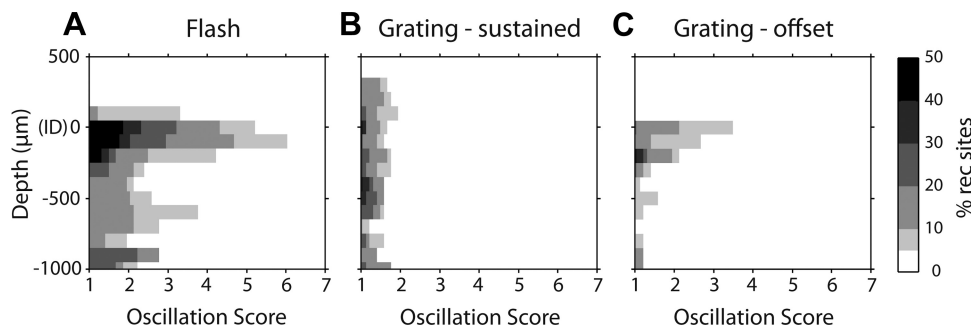 A Flash
B Grating - sustained
C Grating - offset
Depth (µm)
500
(ID) 0
-500
-1000
1 2 3 4 5 6 7
Oscillation Score
1 2 3 4 5 6 7
Oscillation Score
1 2 3 4 5 6 7
Oscillation Score
50
40
30
20
10
0
% rec sites